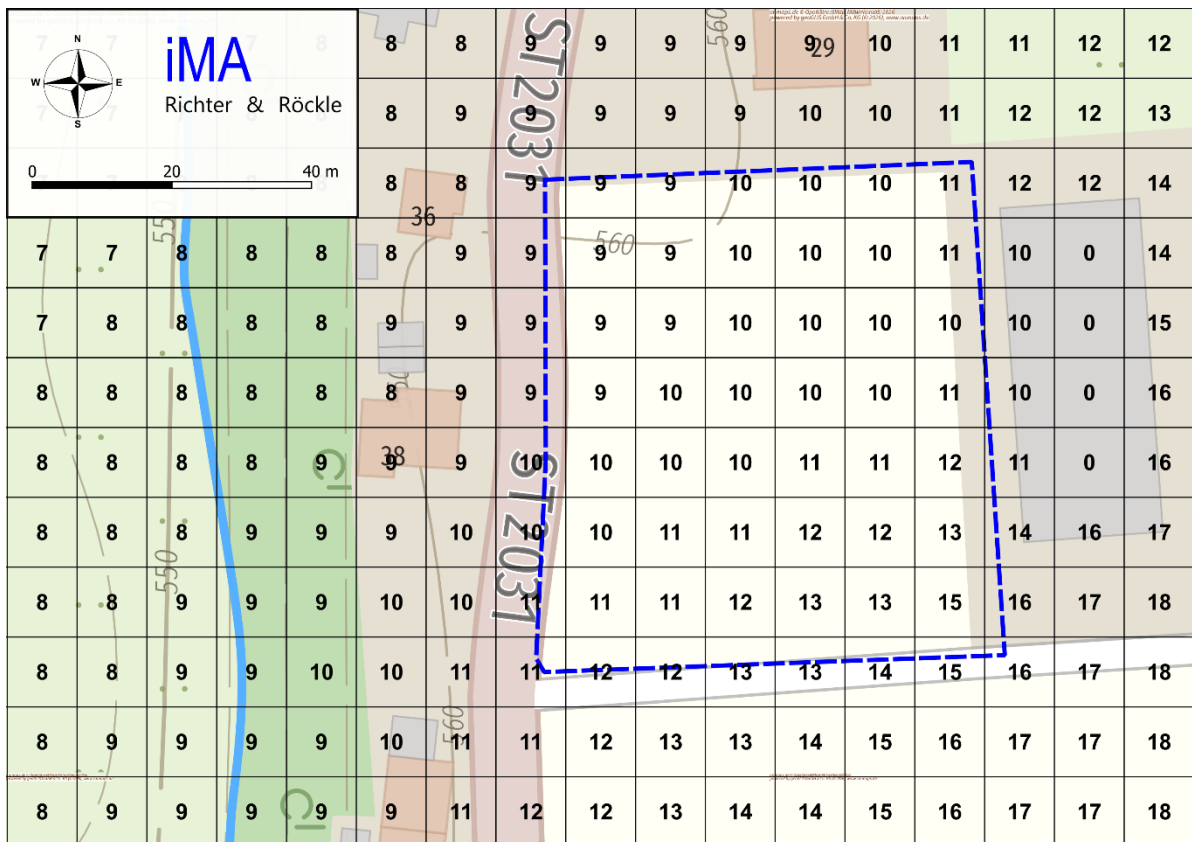 8 8 9 9 9 9 9 10 11 11 12 12
29
560
N
W E
S
iMA
Richter & Röckle
8 9 9 9 9 9 10 10 11 12 12 13
ST2031
0 20 40 m
8 8 9 9 9 10 10 10 11 12 12 14
36
550
560
7 7 8 8 8 8 9 9 9 9 10 10 10 11 10 0 14
7 8 8 8 8 9 9 9 9 9 10 10 10 10 10 0 15
8 8 8 8 8 8 9 9 9 10 10 10 10 11 10 0 16
8 8 8 8 9 9 9 10 10 10 10 11 11 12 11 0 16
38
ST2031
8 8 8 9 9 9 10 10 10 11 11 12 12 13 14 16 17
550
8 8 9 9 9 10 10 11 11 11 12 13 13 15 16 17 18
8 8 9 9 10 10 11 11 12 12 13 13 14 15 16 17 18
560
8 9 9 9 9 10 11 11 12 13 13 14 15 16 17 17 18
8 9 9 9 9 9 11 12 12 13 14 14 15 16 17 17 18